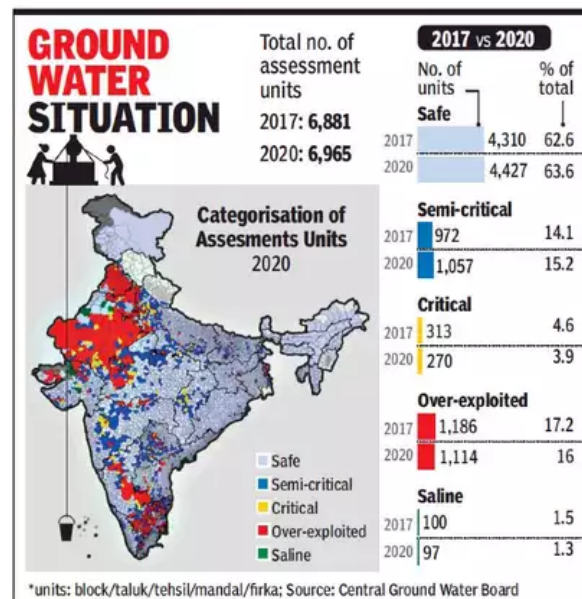 GROUND
WATER
SITUATION
Total no. of
assessment
units
2017: 6,881
2020: 6,965
Categorisation of
Assesments Units
2020
Safe
Semi-critical
Critical
Over-exploited
Saline
2017 VS 2020
No. of
units
% of
total
Safe
2017 4,310 62.6
2020 4,427 63.6
Semi-critical
2017 972 14.1
2020 1,057 15.2
Critical
2017 313 4.6
2020 270 3.9
Over-exploited
2017 1,186 17.2
2020 1,114 16
Saline
2017 100 1.5
2020 97 1.3
*units: block/taluk/tehsil/mandal/firka; Source: Central Ground Water Board